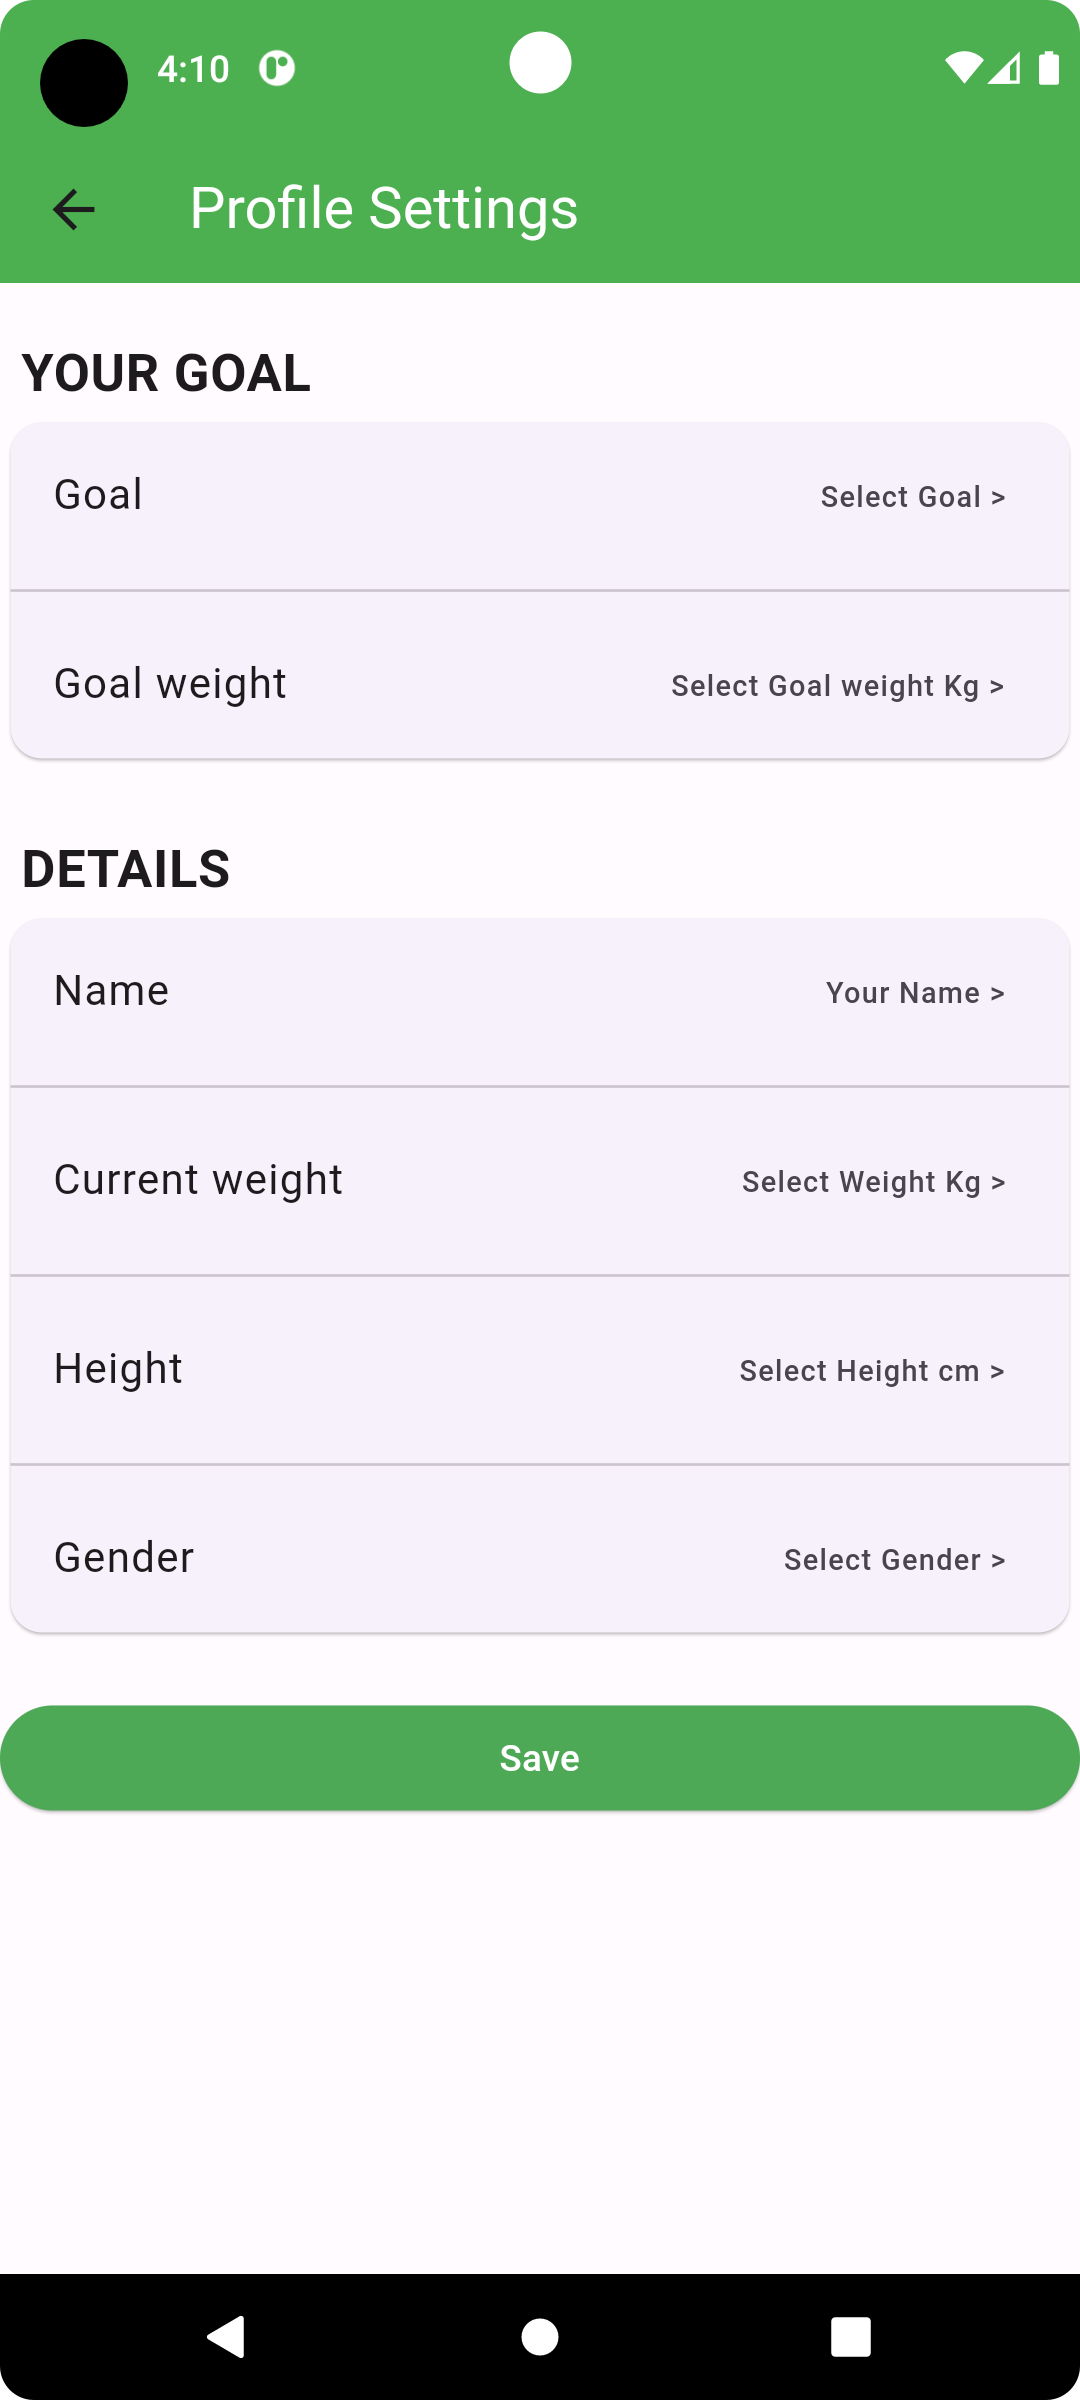 4:10
Profile Settings
YOUR GOAL
Goal Select Goal >
Goal weight Select Goal weight Kg >
DETAILS
Name Your Name >
Current weight Select Weight Kg >
Height Select Height cm >
Gender Select Gender >
Save